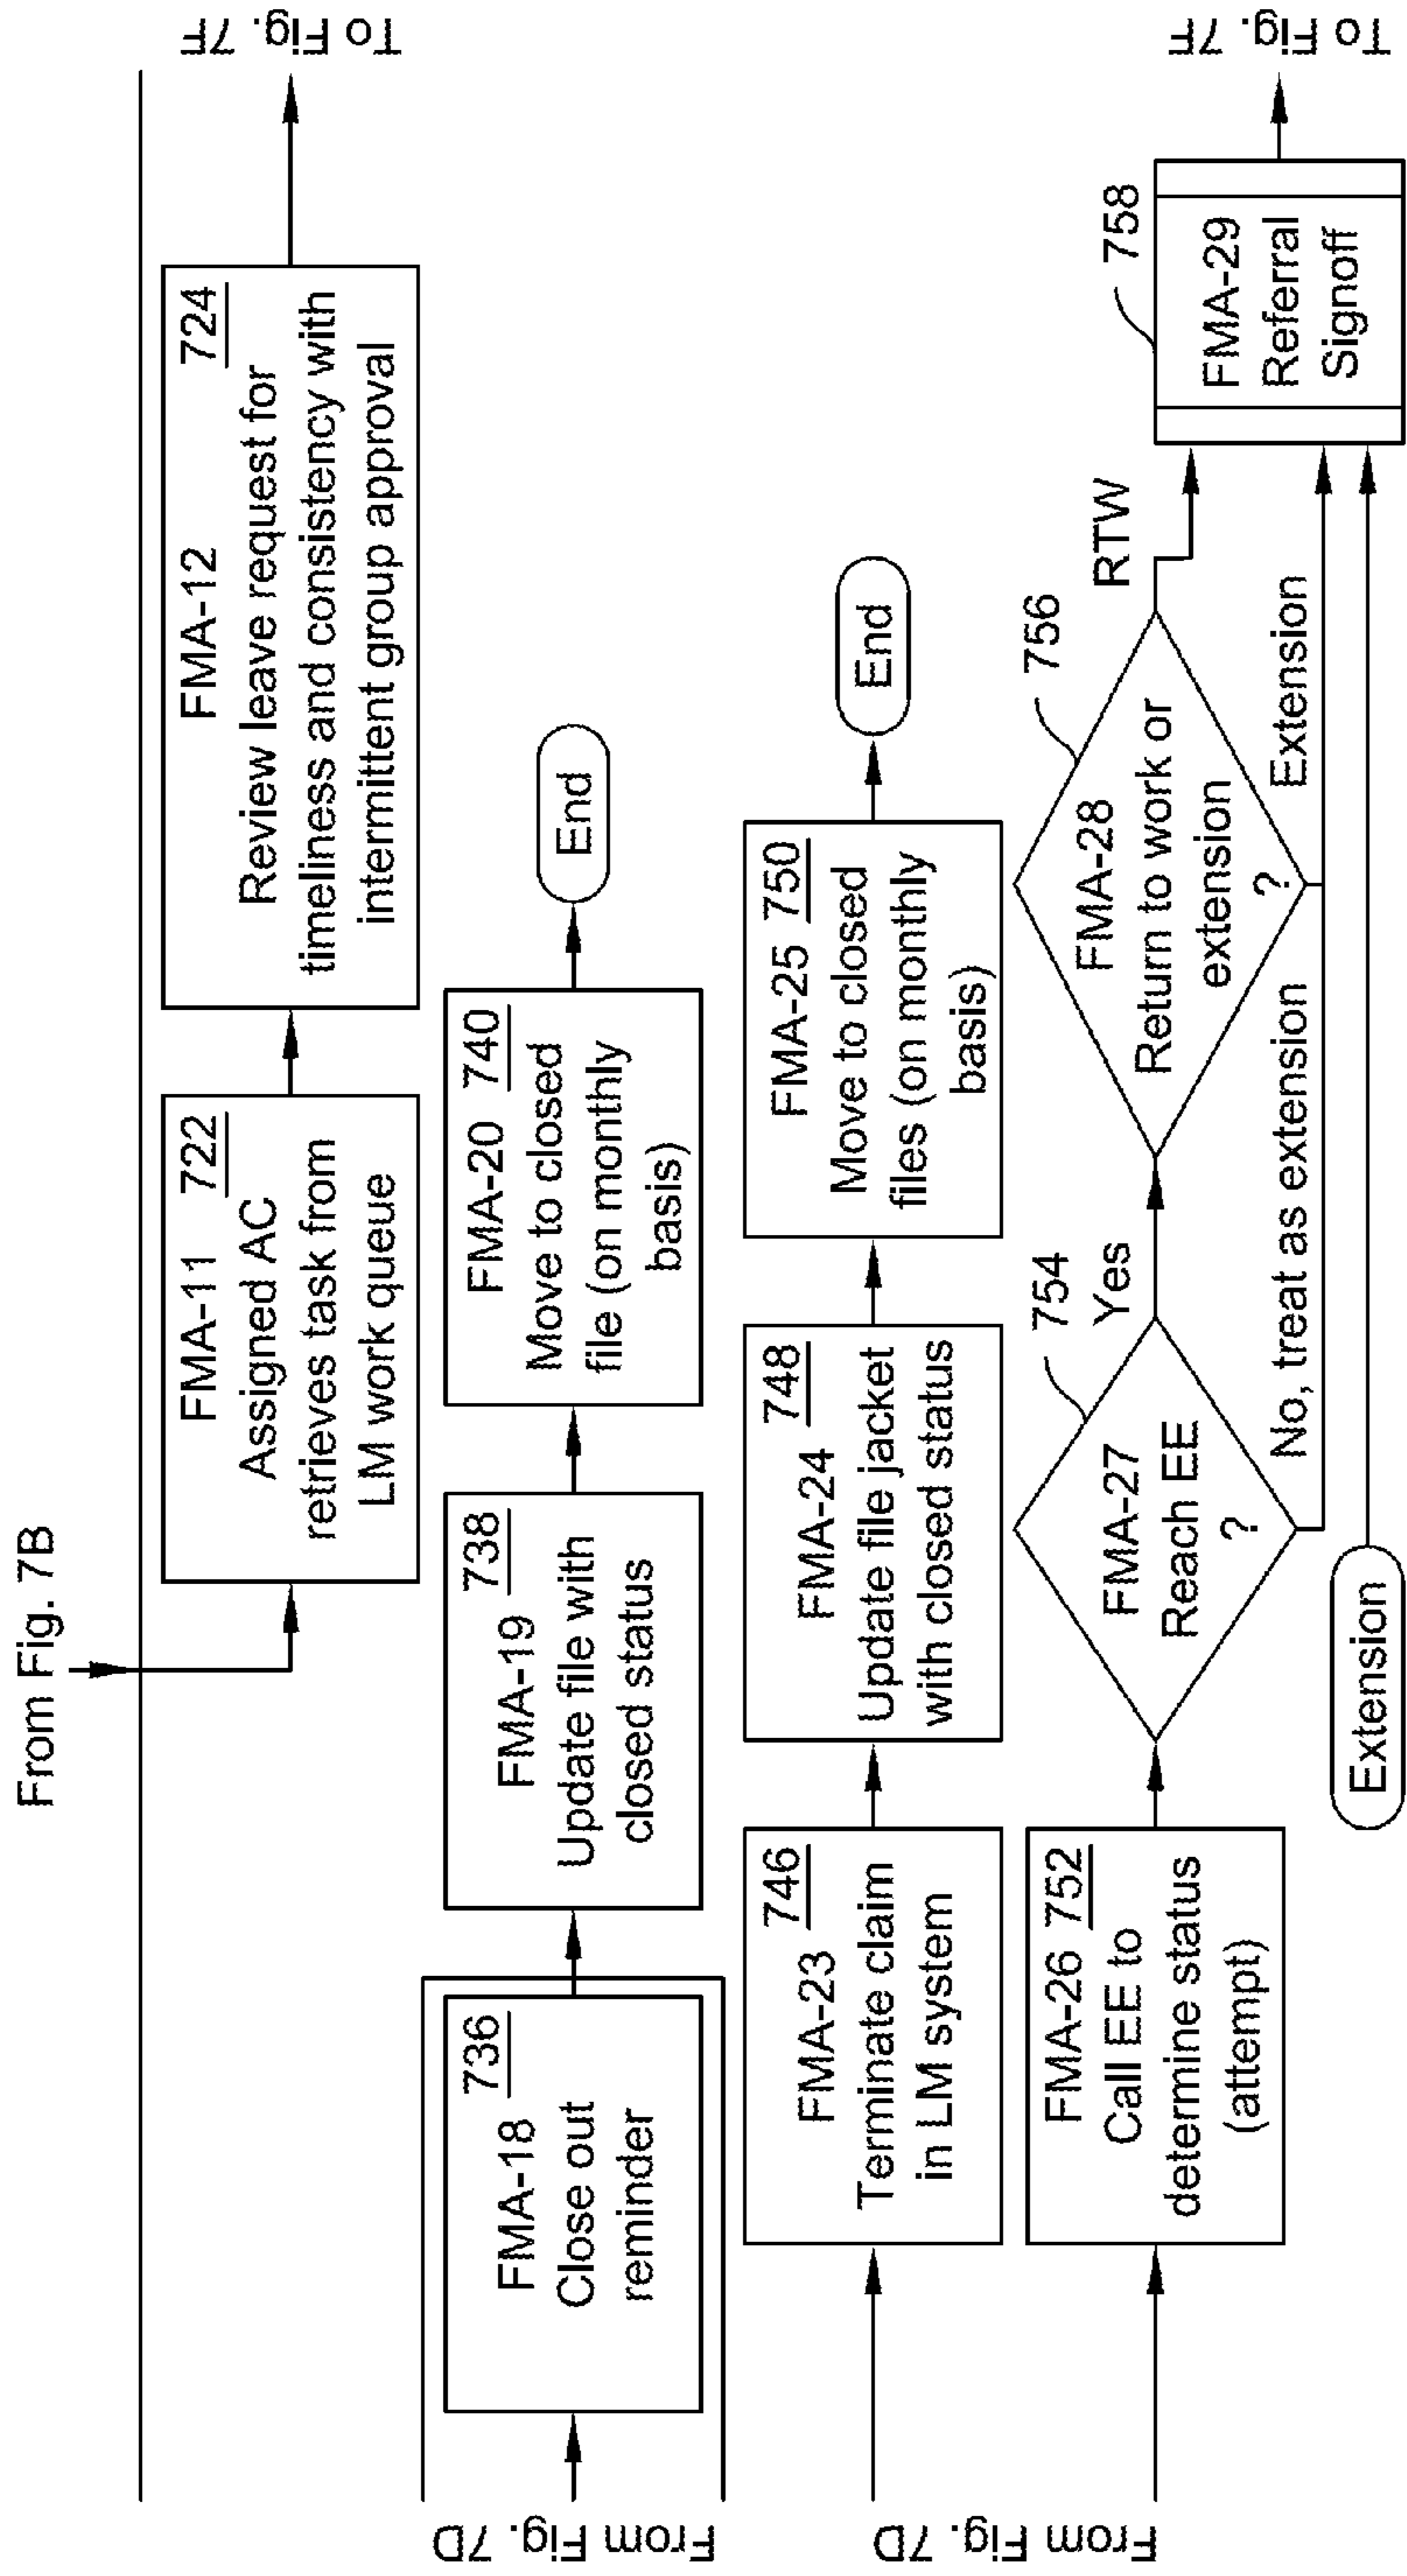 From Fig. 7B
FMA-11 722
Assigned AC
retrieves task from
LM work queue
FMA-12 724
Review leave request for
timeliness and consistency with
intermittent group approval
To Fig. 7F
From Fig. 7D
FMA-18 736
Close out
reminder
FMA-19 738
Update file with
closed status
FMA-20 740
Move to closed
file (on monthly
basis)
End
From Fig. 7D
FMA-23 746
Terminate claim
in LM system
FMA-24 748
Update file jacket
with closed status
FMA-25 750
Move to closed
files (on monthly
basis)
End
FMA-26 752
Call EE to
determine status
(attempt)
754
FMA-27
Reach EE
?
Yes
No, treat as extension
756
FMA-28
Return to work or
extension
?
RTW
Extension
Extension
758
FMA-29
Referral
Signoff
To Fig. 7F